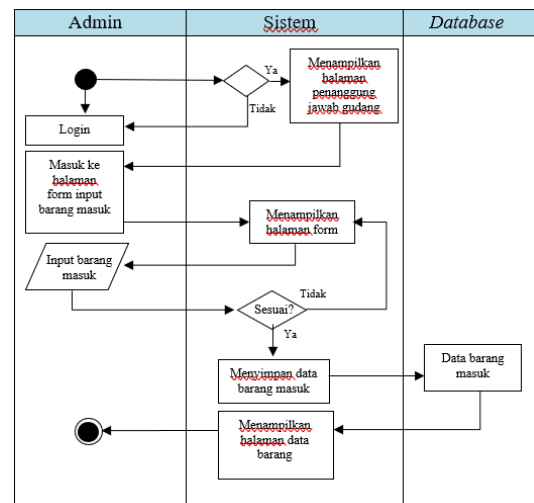 Admin
Sistem
Database
Ya
Menampilkan
halaman
penanggung
jawab gudang
Tidak
Login
Masuk ke
halaman
form input
barang masuk
Menampilkan
halaman form
Input barang
masuk
Tidak
Sesuai?
Ya
Menyimpan data
barang masuk
Data barang
masuk
Menampilkan
halaman data
barang